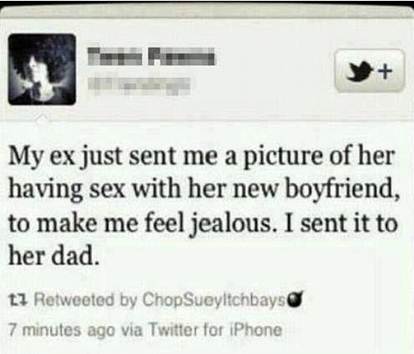 My ex just sent me a picture of her
having sex with her new boyfriend,
to make me feel jealous. I sent it to
her dad.
Retweeted by ChopSueyItchbays
7 minutes ago via Twitter for iPhone